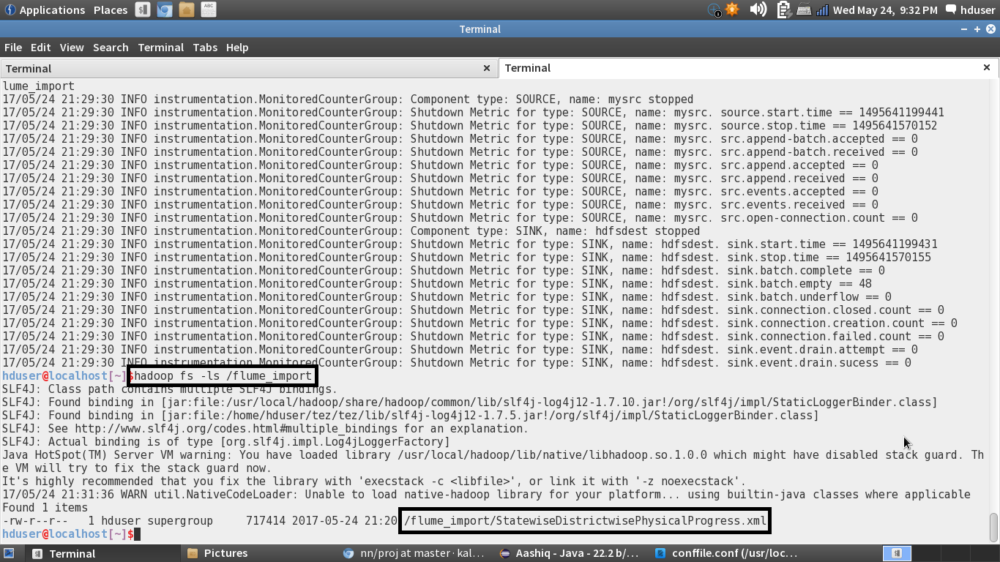 Applications Places Wed May 24, 9:32 PM hduser
Terminal
File Edit View Search Terminal Tabs Help
Terminal Terminal
lume_import
17/05/24 21:29:30 INFO instrumentation.MonitoredCounterGroup: Component type: SOURCE, name: mysrc stopped
17/05/24 21:29:30 INFO instrumentation.MonitoredCounterGroup: Shutdown Metric for type: SOURCE, name: mysrc. source.start.time == 1495641199441
17/05/24 21:29:30 INFO instrumentation.MonitoredCounterGroup: Shutdown Metric for type: SOURCE, name: mysrc. source.stop.time == 1495641570152
17/05/24 21:29:30 INFO instrumentation.MonitoredCounterGroup: Shutdown Metric for type: SOURCE, name: mysrc. src.append-batch.accepted == 0
17/05/24 21:29:30 INFO instrumentation.MonitoredCounterGroup: Shutdown Metric for type: SOURCE, name: mysrc. src.append-batch.received == 0
17/05/24 21:29:30 INFO instrumentation.MonitoredCounterGroup: Shutdown Metric for type: SOURCE, name: mysrc. src.append.accepted == 0
17/05/24 21:29:30 INFO instrumentation.MonitoredCounterGroup: Shutdown Metric for type: SOURCE, name: mysrc. src.append.received == 0
17/05/24 21:29:30 INFO instrumentation.MonitoredCounterGroup: Shutdown Metric for type: SOURCE, name: mysrc. src.events.accepted == 0
17/05/24 21:29:30 INFO instrumentation.MonitoredCounterGroup: Shutdown Metric for type: SOURCE, name: mysrc. src.events.received == 0
17/05/24 21:29:30 INFO instrumentation.MonitoredCounterGroup: Shutdown Metric for type: SOURCE, name: mysrc. src.open-connection.count == 0
17/05/24 21:29:30 INFO instrumentation.MonitoredCounterGroup: Component type: SINK, name: hdfsdest stopped
17/05/24 21:29:30 INFO instrumentation.MonitoredCounterGroup: Shutdown Metric for type: SINK, name: hdfsdest. sink.start.time == 1495641199431
17/05/24 21:29:30 INFO instrumentation.MonitoredCounterGroup: Shutdown Metric for type: SINK, name: hdfsdest. sink.stop.time == 1495641570155
17/05/24 21:29:30 INFO instrumentation.MonitoredCounterGroup: Shutdown Metric for type: SINK, name: hdfsdest. sink.batch.complete == 0
17/05/24 21:29:30 INFO instrumentation.MonitoredCounterGroup: Shutdown Metric for type: SINK, name: hdfsdest. sink.batch.empty == 48
17/05/24 21:29:30 INFO instrumentation.MonitoredCounterGroup: Shutdown Metric for type: SINK, name: hdfsdest. sink.batch.underflow == 0
17/05/24 21:29:30 INFO instrumentation.MonitoredCounterGroup: Shutdown Metric for type: SINK, name: hdfsdest. sink.connection.closed.count == 0
17/05/24 21:29:30 INFO instrumentation.MonitoredCounterGroup: Shutdown Metric for type: SINK, name: hdfsdest. sink.connection.creation.count == 0
17/05/24 21:29:30 INFO instrumentation.MonitoredCounterGroup: Shutdown Metric for type: SINK, name: hdfsdest. sink.connection.failed.count == 0
17/05/24 21:29:30 INFO instrumentation.MonitoredCounterGroup: Shutdown Metric for type: SINK, name: hdfsdest. sink.event.drain.attempt == 0
17/05/24 21:29:30 INFO instrumentation.MonitoredCounterGroup: Shutdown Metric for type: SINK, name: hdfsdest. sink.event.drain.sucess == 0
hduser@localhost[~]$hadoop fs -ls /flume_import
SLF4J: Class path contains multiple SLF4J bindings.
SLF4J: Found binding in [jar:file:/usr/local/hadoop/share/hadoop/common/lib/slf4j-log4j12-1.7.10.jar!/org/slf4j/impl/StaticLoggerBinder.class]
SLF4J: Found binding in [jar:file:/home/hduser/tez/tez/lib/slf4j-log4j12-1.7.5.jar!/org/slf4j/impl/StaticLoggerBinder.class]
SLF4J: See http://www.slf4j.org/codes.html#multiple_bindings for an explanation.
SLF4J: Actual binding is of type [org.slf4j.impl.Log4jLoggerFactory]
Java HotSpot(TM) Server VM warning: You have loaded library /usr/local/hadoop/lib/native/libhadoop.so.1.0.0 which might have disabled stack guard. Th
e VM will try to fix the stack guard now.
It's highly recommended that you fix the library with 'execstack -c <libfile>', or link it with '-z noexecstack'.
17/05/24 21:31:36 WARN util.NativeCodeLoader: Unable to load native-hadoop library for your platform... using builtin-java classes where applicable
Found 1 items
-rw-r--r-- 1 hduser supergroup 717414 2017-05-24 21:20 /flume_import/StatewiseDistrictwisePhysicalProgress.xml
hduser@localhost[~]$
Terminal Pictures nn/proj at master · kal... Aashiq - Java - 22.2 b/... conffile.conf (/usr/loc...